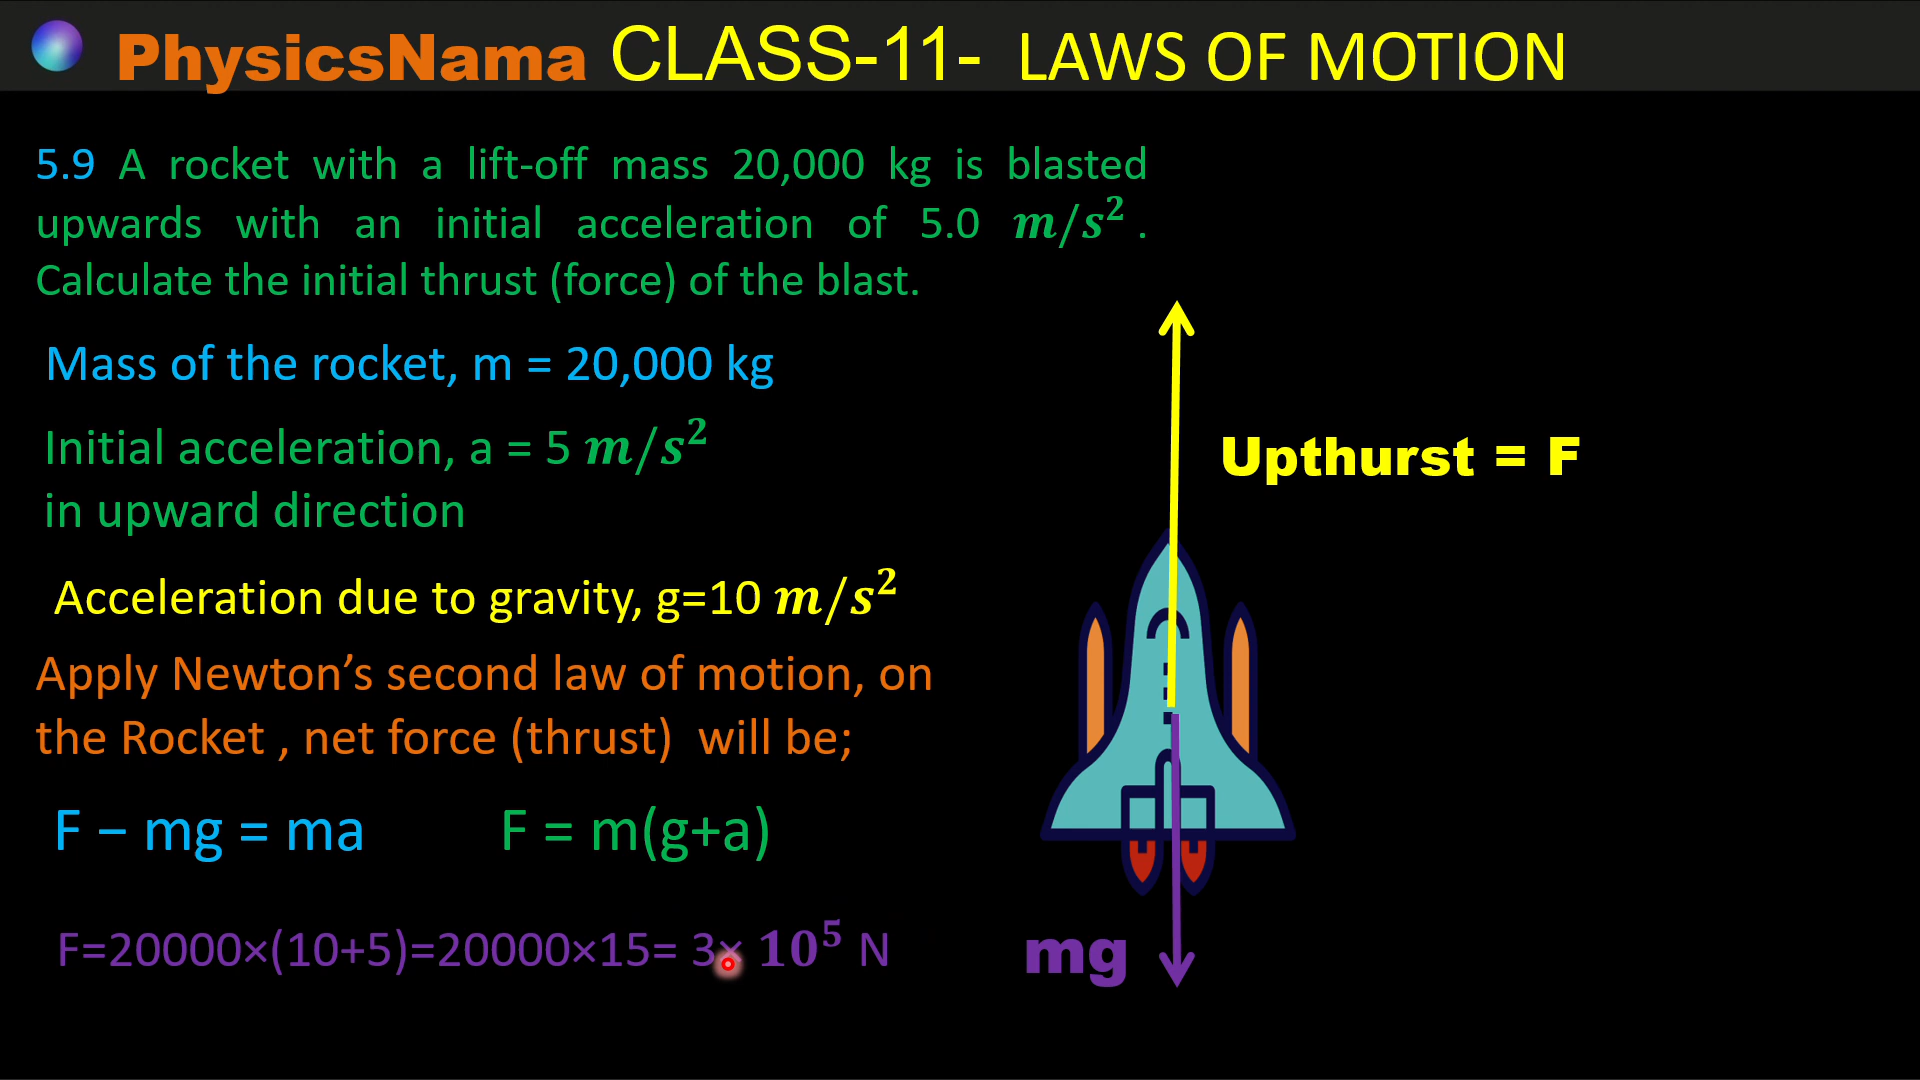 PhysicsNama CLASS-11- LAWS OF MOTION
5.9 A rocket with a lift-off mass 20,000 kg is blasted
upwards with an initial acceleration of 5.0 m/s² .
Calculate the initial thrust (force) of the blast.
Mass of the rocket, m = 20,000 kg
Initial acceleration, a = 5 m/s²
in upward direction
Upthurst = F
Acceleration due to gravity, g=10 m/s²
Apply Newton’s second law of motion, on
the Rocket , net force (thrust) will be;
F – mg = ma F = m(g+a)
F=20000×(10+5)=20000×15= 3× 10⁵ N
mg